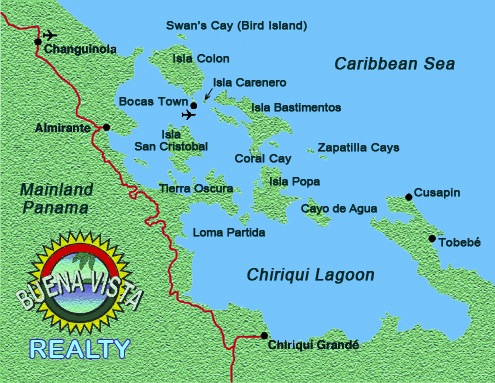 Swan's Cay (Bird Island)
Changuinola
Isla Colon
Caribbean Sea
Isla Carenero
Bocas Town
Isla Bastimentos
Almirante
Isla
San Cristobal
Coral Cay
Zapatilla Cays
Mainland
Panama
Tierra Oscura
Isla Popa
Cusapin
Cayo de Agua
Loma Partida
Tobebé
Chiriqui Lagoon
BUENA VISTA
REALTY
Chiriqui Grandé